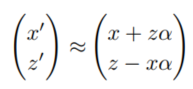 (x′ z′) ≈ (x + zα z − xα)